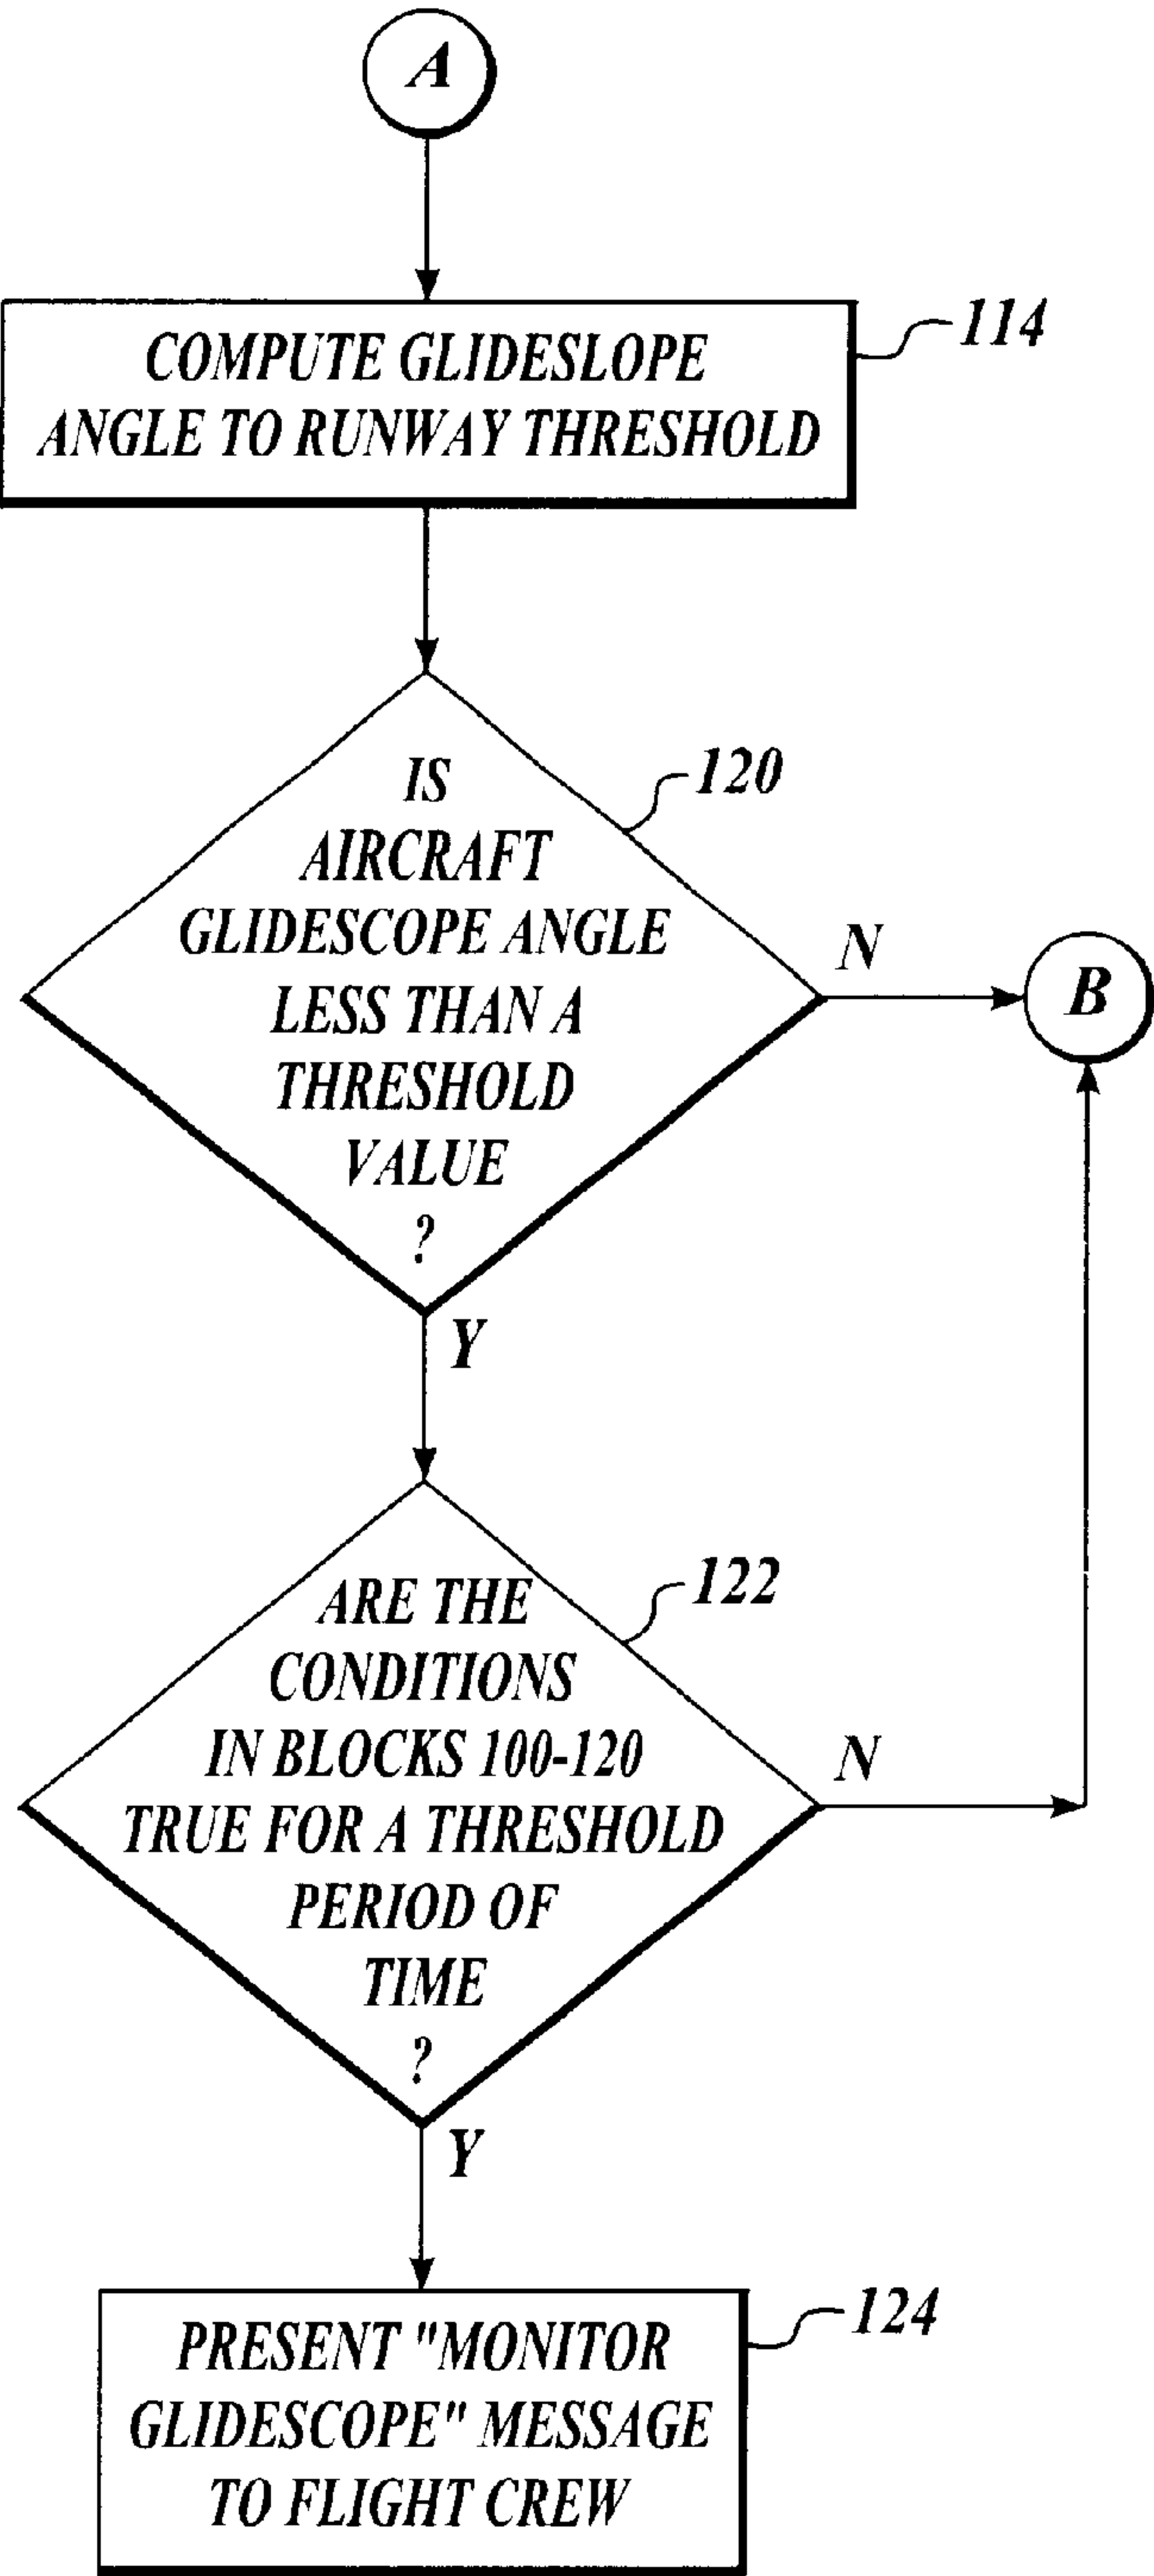 A
COMPUTE GLIDESLOPE
ANGLE TO RUNWAY THRESHOLD
114
IS
AIRCRAFT
GLIDESCOPE ANGLE
LESS THAN A
THRESHOLD
VALUE
?
120
N
B
Y
ARE THE
CONDITIONS
IN BLOCKS 100-120
TRUE FOR A THRESHOLD
PERIOD OF
TIME
?
122
N
Y
PRESENT "MONITOR
GLIDESCOPE" MESSAGE
TO FLIGHT CREW
124